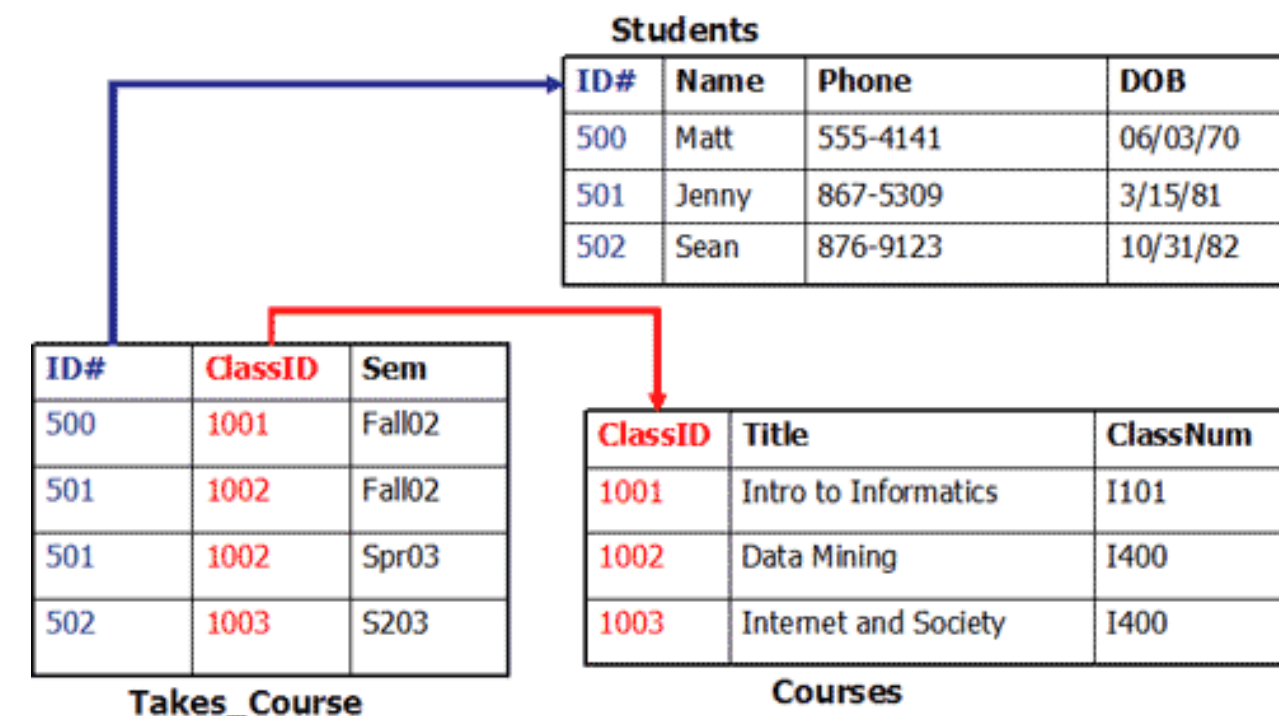 Students
ID# Name Phone DOB
500 Matt 555-4141 06/03/70
501 Jenny 867-5309 3/15/81
502 Sean 876-9123 10/31/82
ID# ClassID Sem
500 1001 Fall02
501 1002 Fall02
501 1002 Spr03
502 1003 S203
Takes_Course
ClassID Title ClassNum
1001 Intro to Informatics I101
1002 Data Mining I400
1003 Internet and Society I400
Courses